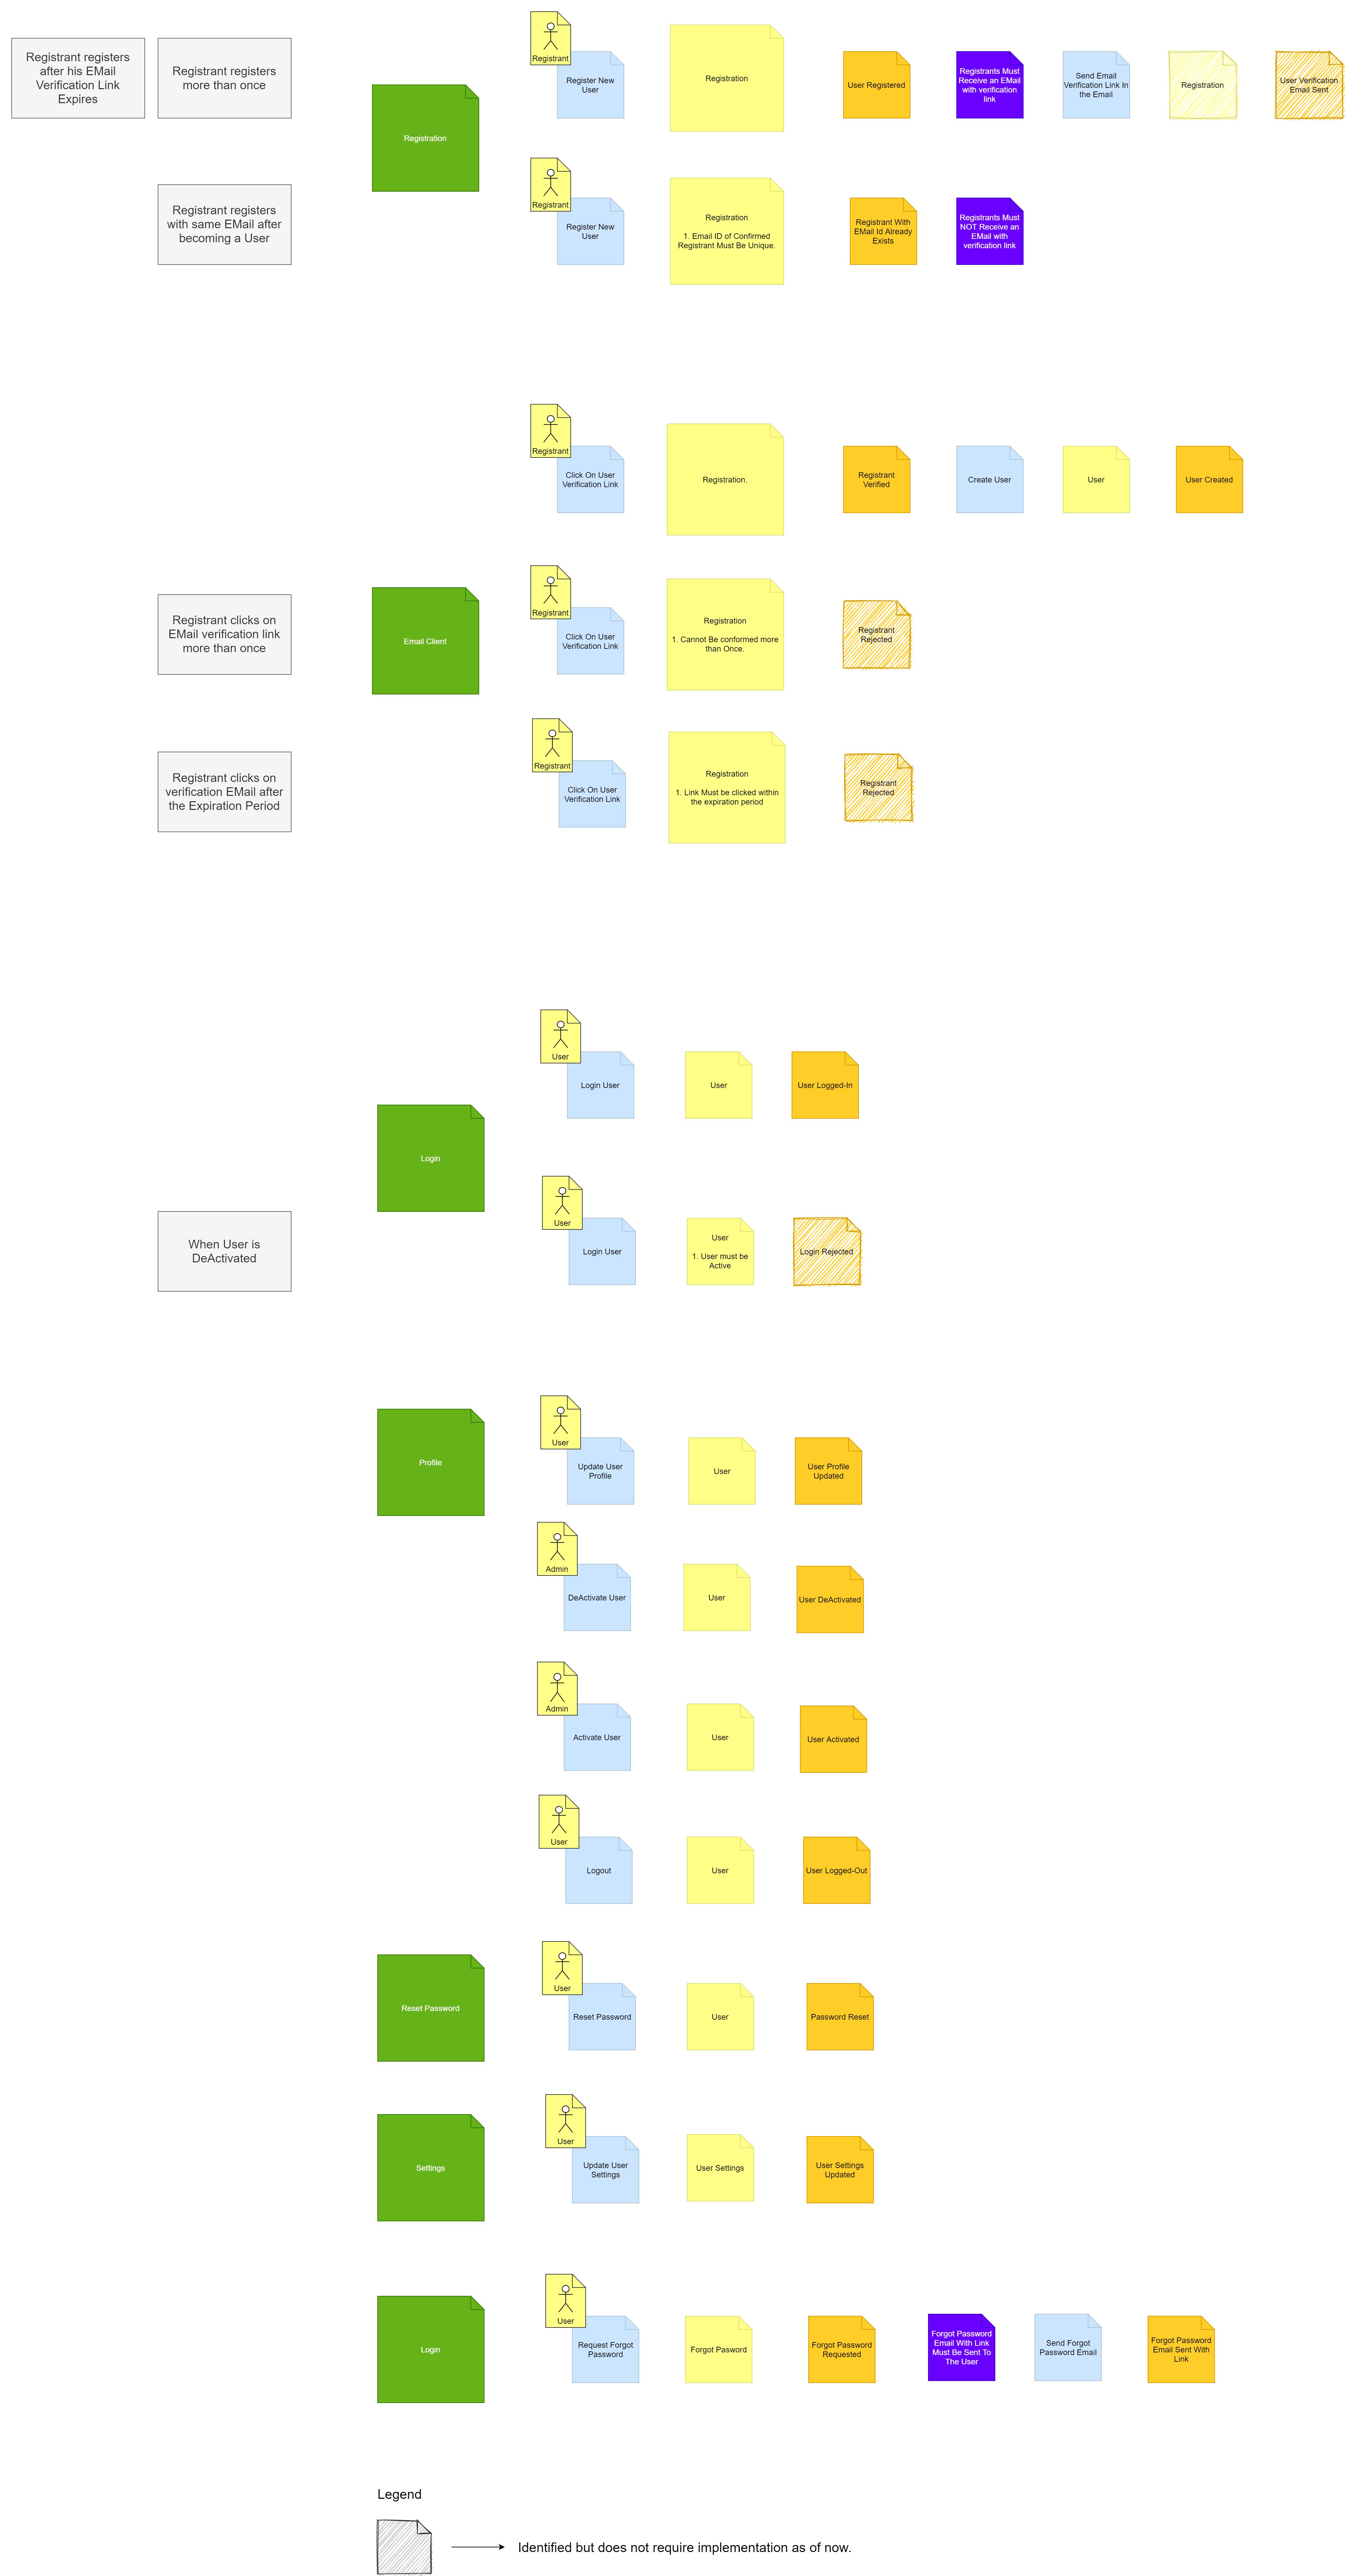 Registrant registers
after his EMail
Verification Link
Expires
Registrant registers
more than once
Registration
Registrant
Register New
User
Registration
User Registered
Registrants Must
Receive an EMail
with verification
link
Send Email
Verification Link In
the Email
Registration
User Verification
Email Sent
Registrant registers
with same EMail after
becoming a User
Registrant
Register New
User
Registration
1. Email ID of Confirmed
Registrant Must Be Unique.
Registrant With
EMail Id Already
Exists
Registrants Must
NOT Receive an
EMail with
verification link
Registrant
Click On User
Verification Link
Registration.
Registrant
Verified
Create User
User
User Created
Registrant clicks on
EMail verification link
more than once
Email Client
Registrant
Click On User
Verification Link
Registration
1. Cannot Be conformed more
than Once.
Registrant
Rejected
Registrant clicks on
verification EMail after
the Expiration Period
Registrant
Click On User
Verification Link
Registration
1. Link Must be clicked within
the expiration period
Registrant
Rejected
Login
User
Login User
User
User Logged-In
When User is
DeActivated
User
Login User
User
1. User must be
Active
Login Rejected
Profile
User
Update User
Profile
User
User Profile
Updated
Admin
DeActivate User
User
User DeActivated
Admin
Activate User
User
User Activated
User
Logout
User
User Logged-Out
Reset Password
User
Reset Password
User
Password Reset
Settings
User
Update User
Settings
User Settings
User Settings
Updated
Login
User
Request Forgot
Password
Forgot Pasword
Forgot Password
Requested
Forgot Password
Email With Link
Must Be Sent To
The User
Send Forgot
Password Email
Forgot Password
Email Sent With
Link
Legend
Identified but does not require implementation as of now.